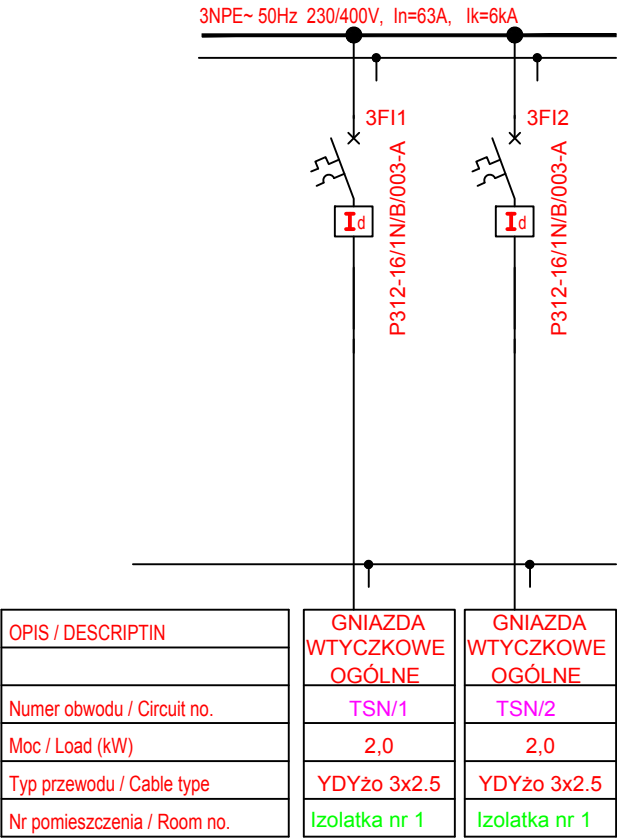 3NPE~ 50Hz 230/400V, In=63A, Ik=6kA
3FI1
P312-16/1N/B/003-A
Id
3FI2
P312-16/1N/B/003-A
Id
OPIS / DESCRIPTIN
GNIAZDA
WTYCZKOWE
OGÓLNE
GNIAZDA
WTYCZKOWE
OGÓLNE
Numer obwodu / Circuit no. TSN/1 TSN/2
Moc / Load (kW) 2,0 2,0
Typ przewodu / Cable type YDYżo 3x2.5 YDYżo 3x2.5
Nr pomieszczenia / Room no. Izolatka nr 1 Izolatka nr 1